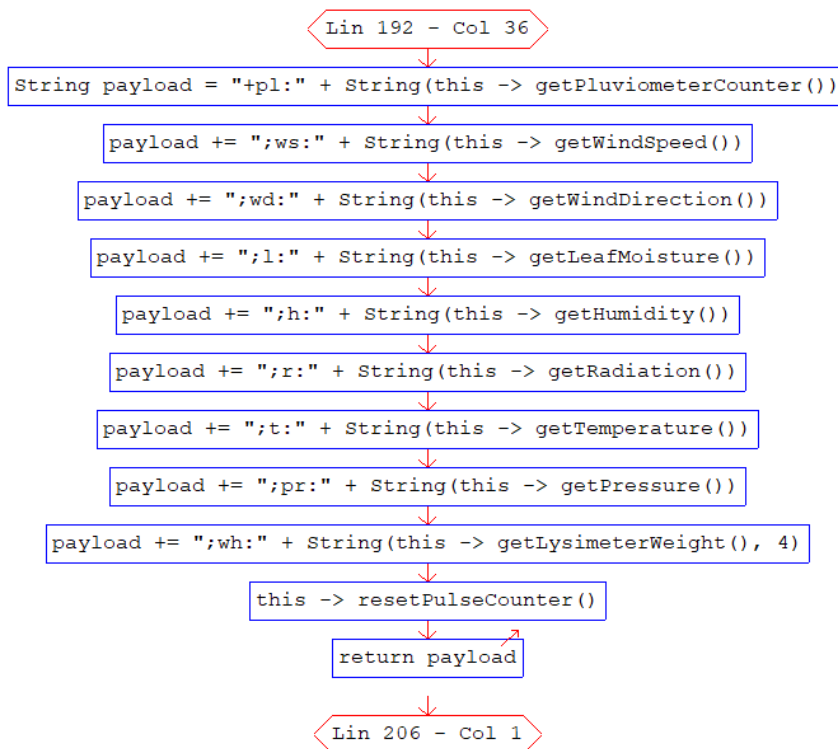 Lin 192 - Col 36
String payload = "+pl:" + String(this -> getPluviometerCounter())
payload += ";ws:" + String(this -> getWindSpeed())
payload += ";wd:" + String(this -> getWindDirection())
payload += ";l:" + String(this -> getLeafMoisture())
payload += ";h:" + String(this -> getHumidity())
payload += ";r:" + String(this -> getRadiation())
payload += ";t:" + String(this -> getTemperature())
payload += ";pr:" + String(this -> getPressure())
payload += ";wh:" + String(this -> getLysimeterWeight(), 4)
this -> resetPulseCounter()
return payload
Lin 206 - Col 1